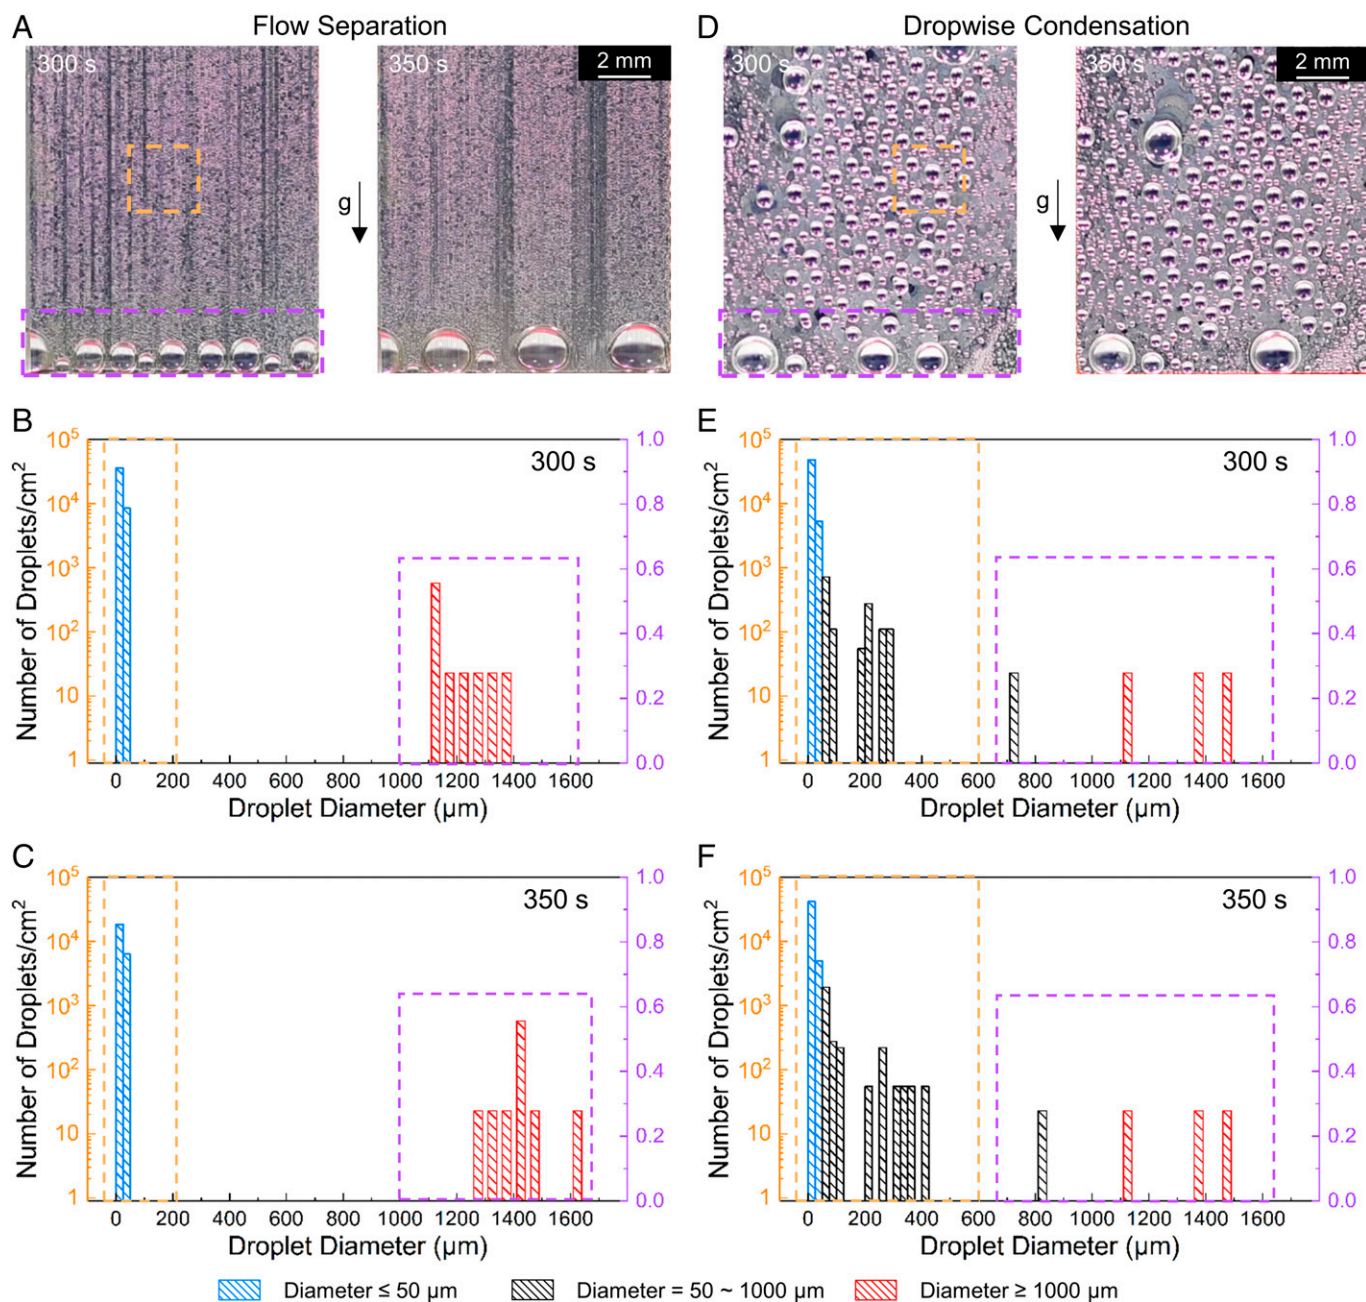 A Flow Separation
300 s
350 s
2 mm
g
D Dropwise Condensation
300 s
350 s
2 mm
g
B
300 s
Number of Droplets/cm²
10⁵
10⁴
10³
10²
10
1
1.0
0.8
0.6
0.4
0.2
0.0
0 200 400 600 800 1000 1200 1400 1600
Droplet Diameter (µm)
E
300 s
Number of Droplets/cm²
10⁵
10⁴
10³
10²
10
1
1.0
0.8
0.6
0.4
0.2
0.0
0 200 400 600 800 1000 1200 1400 1600
Droplet Diameter (µm)
C
350 s
Number of Droplets/cm²
10⁵
10⁴
10³
10²
10
1
1.0
0.8
0.6
0.4
0.2
0.0
0 200 400 600 800 1000 1200 1400 1600
Droplet Diameter (µm)
F
350 s
Number of Droplets/cm²
10⁵
10⁴
10³
10²
10
1
1.0
0.8
0.6
0.4
0.2
0.0
0 200 400 600 800 1000 1200 1400 1600
Droplet Diameter (µm)
Diameter ≤ 50 µm Diameter = 50 ~ 1000 µm Diameter ≥ 1000 µm